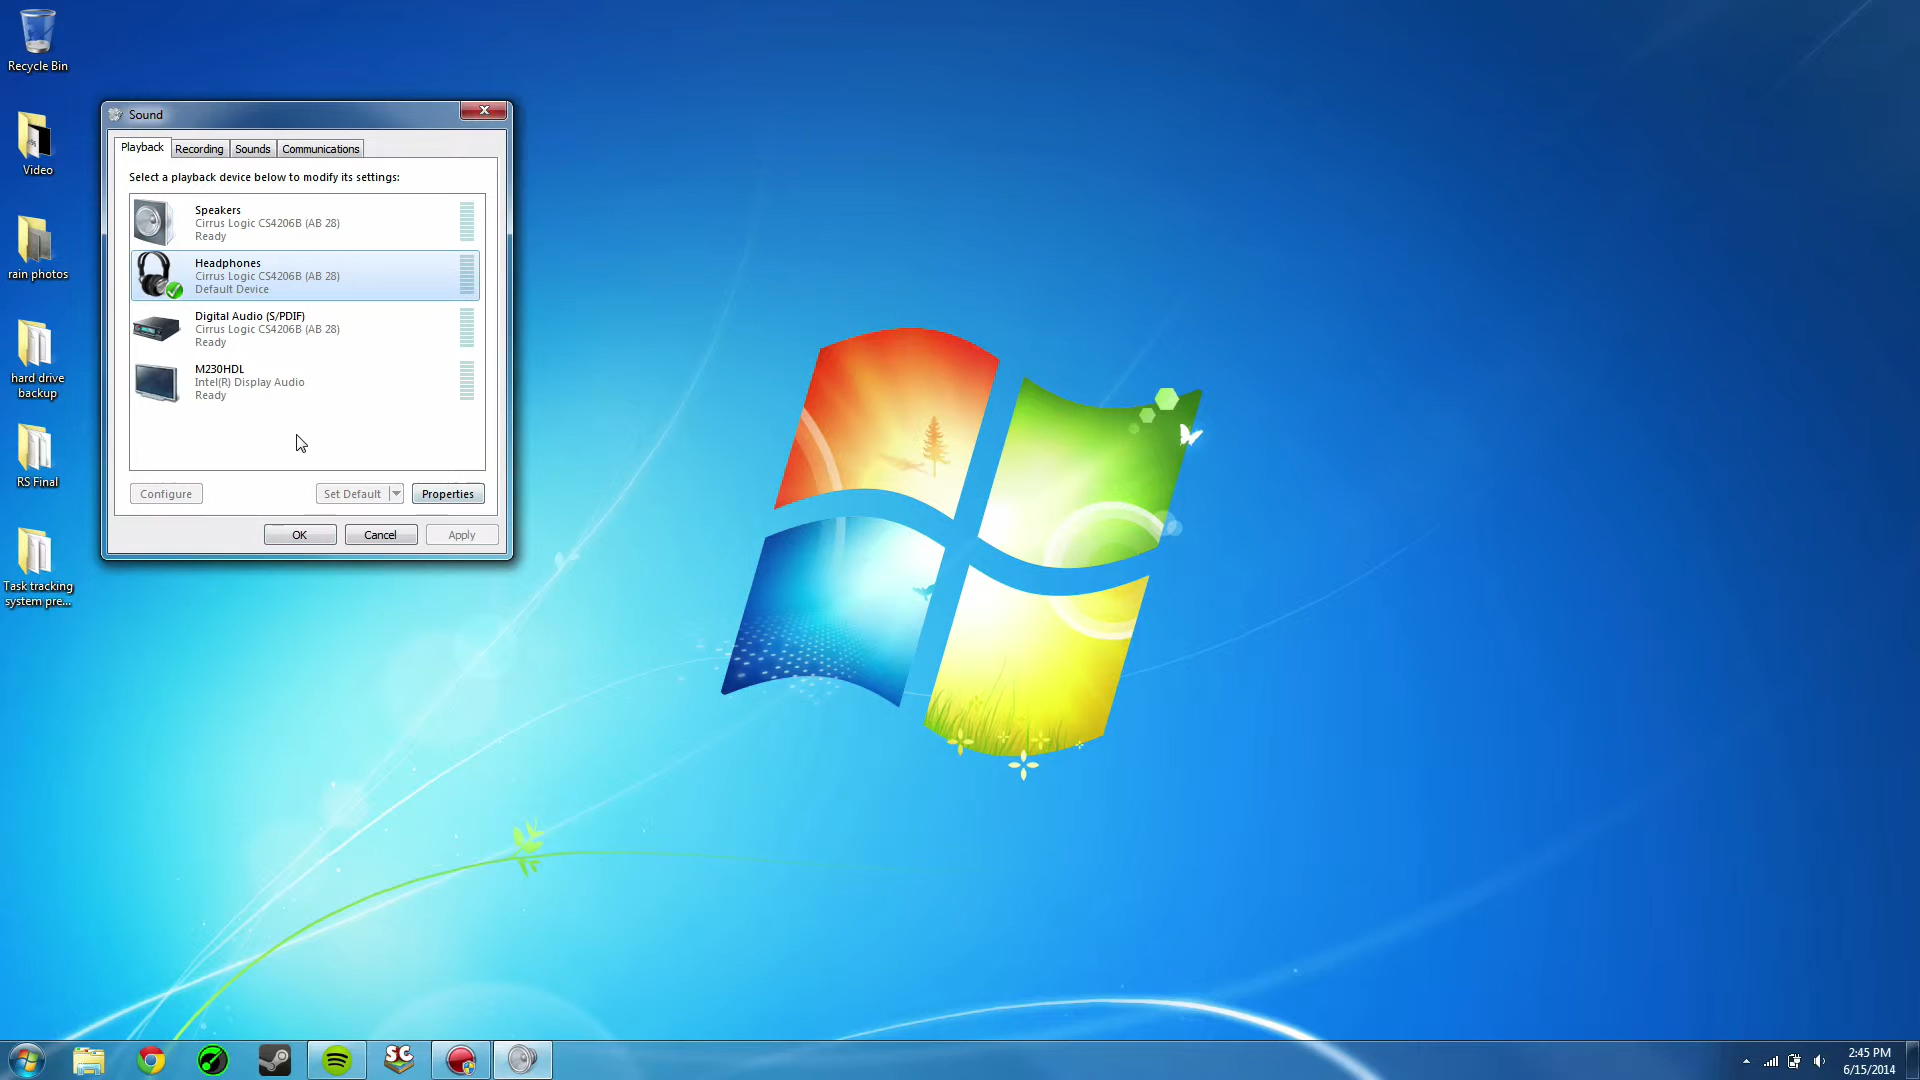 Recycle Bin
Video
rain photos
hard drive
backup
RS Final
Task tracking
system pre...
Sound
Playback
Recording
Sounds
Communications
Select a playback device below to modify its settings:
Speakers
Cirrus Logic CS4206B (AB 28)
Ready
Headphones
Cirrus Logic CS4206B (AB 28)
Default Device
Digital Audio (S/PDIF)
Cirrus Logic CS4206B (AB 28)
Ready
M230HDL
Intel(R) Display Audio
Ready
Configure
Set Default
Properties
OK
Cancel
Apply
SC
2:45 PM
6/15/2014